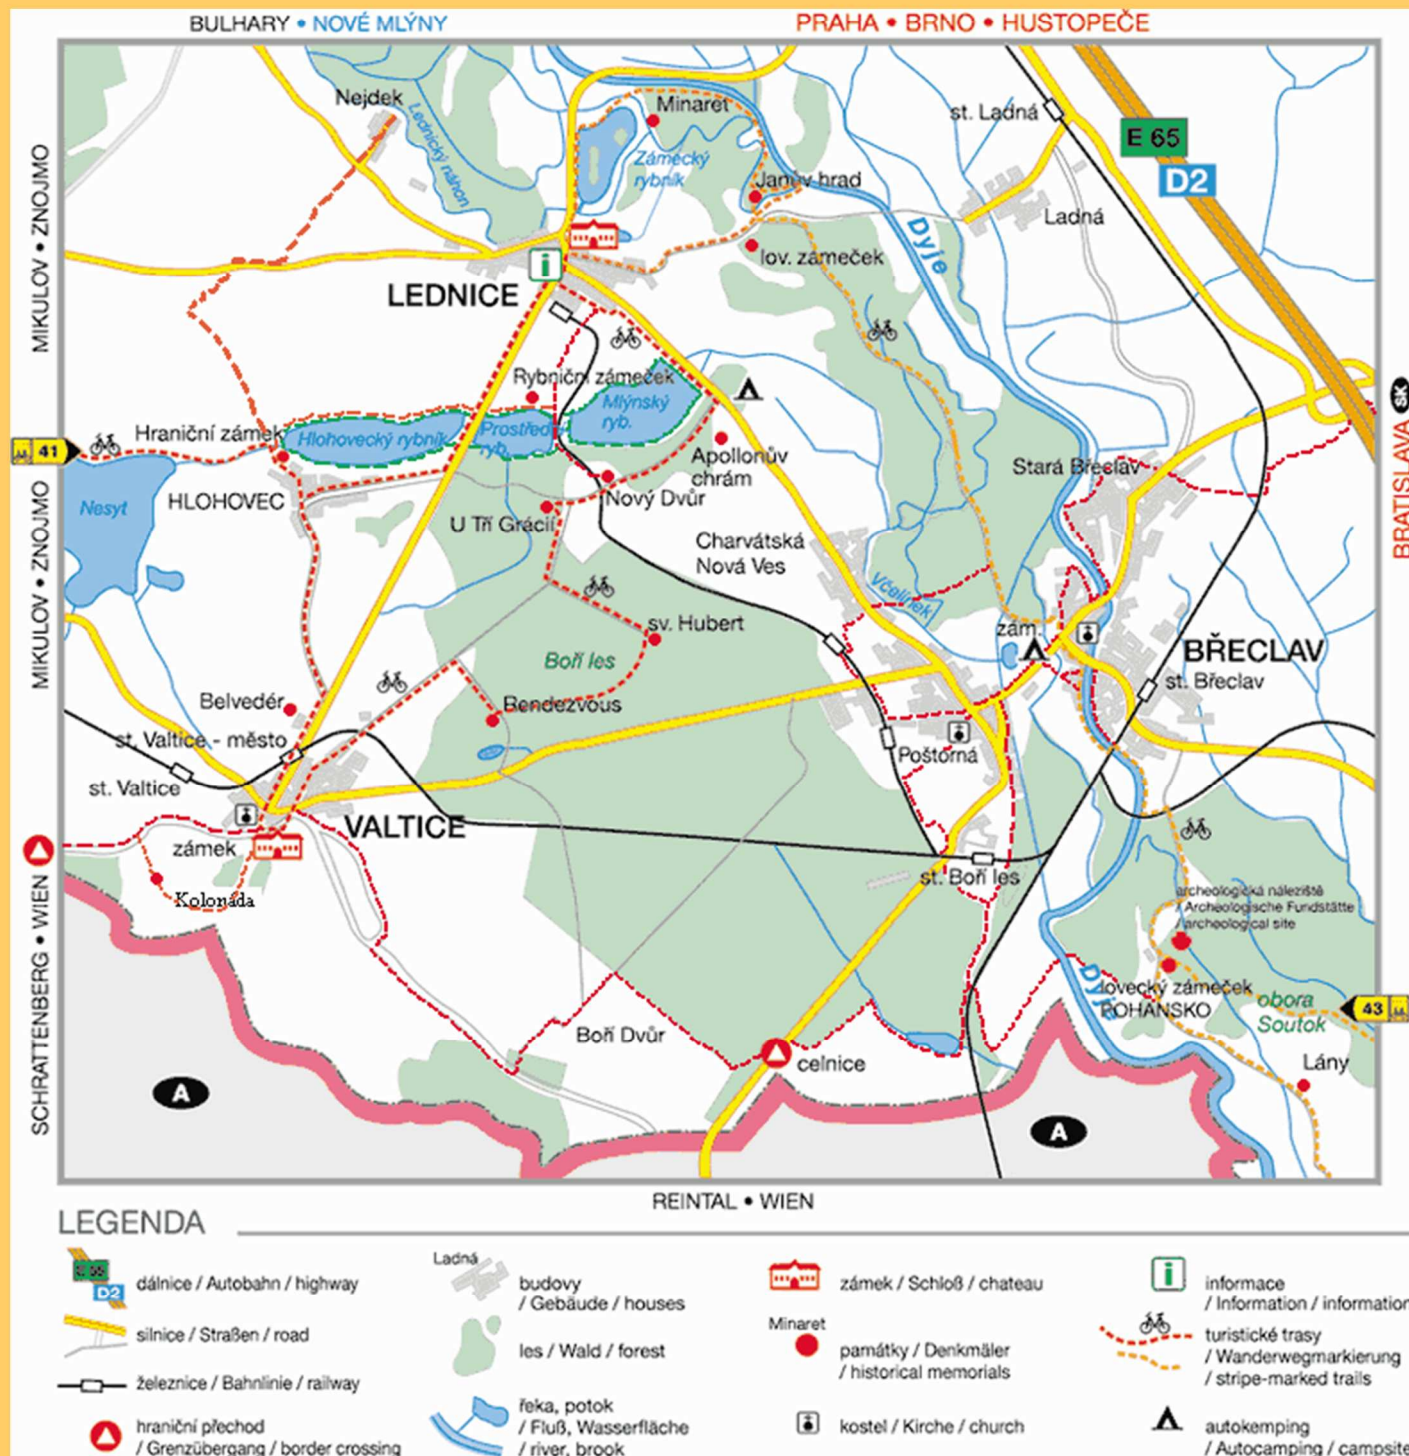 BULHARY • NOVÉ MLÝNY
PRAHA • BRNO • HUSTOPEČE
MIKULOV • ZNOJMO
MIKULOV • ZNOJMO
SCHRATTENBERG • WIEN
BRATISLAVA SK
REINTAL • WIEN
Nejdek
Lednický náhon
Minaret
Zámecký
rybník
Janův hrad
st. Ladná
E 65
D2
Ladná
Dyje
lov. zámeček
i
LEDNICE
Rybniční zámeček
Mlýnský
ryb.
Hraniční zámek
Hlohovecký rybník
Prostřed
ryb.
41
Nesyt
HLOHOVEC
Apollonův
chrám
Nový Dvůr
U Tří Grácií
Stará Břeclav
Charvátská
Nová Ves
Včelínek
zám.
sv. Hubert
Boří les
BŘECLAV
st. Břeclav
Belvedér
Rendezvous
st. Valtice - město
st. Valtice
Poštorná
VALTICE
zámek
Kolonáda
st. Boří les
archeologická náleziště
/ Archeologische Fundstätte
/ archeological site
Dyje
lovecký zámeček
POHANSKO
obora
Soutok
43
Boří Dvůr
celnice
Lány
A
A
LEGENDA
E 55
D2
dálnice / Autobahn / highway
silnice / Straßen / road
železnice / Bahnlinie / railway
hraniční přechod
/ Grenzübergang / border crossing
Ladná
budovy
/ Gebäude / houses
les / Wald / forest
řeka, potok
/ Fluß, Wasserfläche
/ river, brook
zámek / Schloß / chateau
Minaret
památky / Denkmäler
/ historical memorials
kostel / Kirche / church
i
informace
/ Information / information
turistické trasy
/ Wanderwegmarkierung
/ stripe-marked trails
autokemping
/ Autocamping / campsite